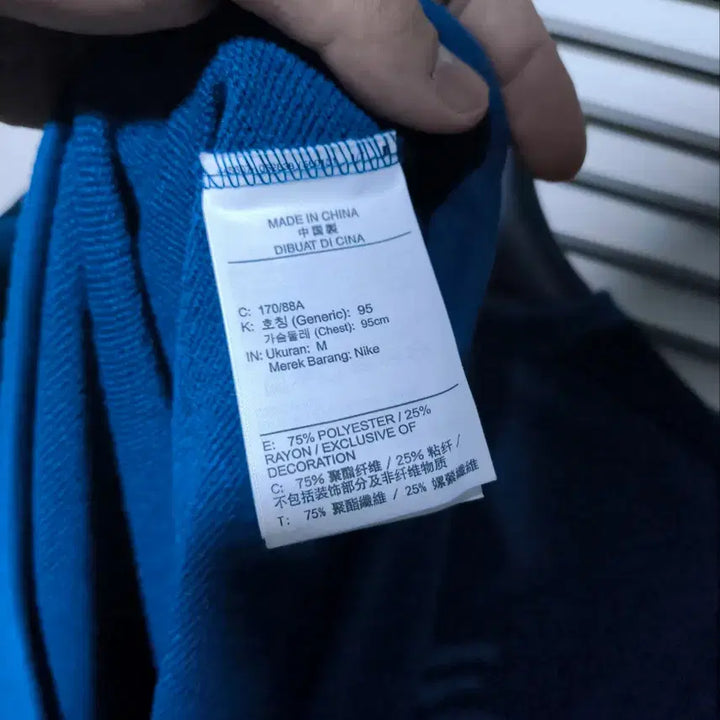 MADE IN CHINA
中國製
DIBUAT DI CINA
C: 170/88A
K: 호칭 (Generic): 95
가슴둘레 (Chest): 95cm
IN: Ukuran: M
Merek Barang: Nike
E: 75% POLYESTER / 25%
RAYON / EXCLUSIVE OF
DECORATION
C: 75% 聚酯纤维 / 25% 粘纤 /
不包括装饰部分及非纤维物质
T: 75% 聚酯纖維 / 25% 嫘縈纖維